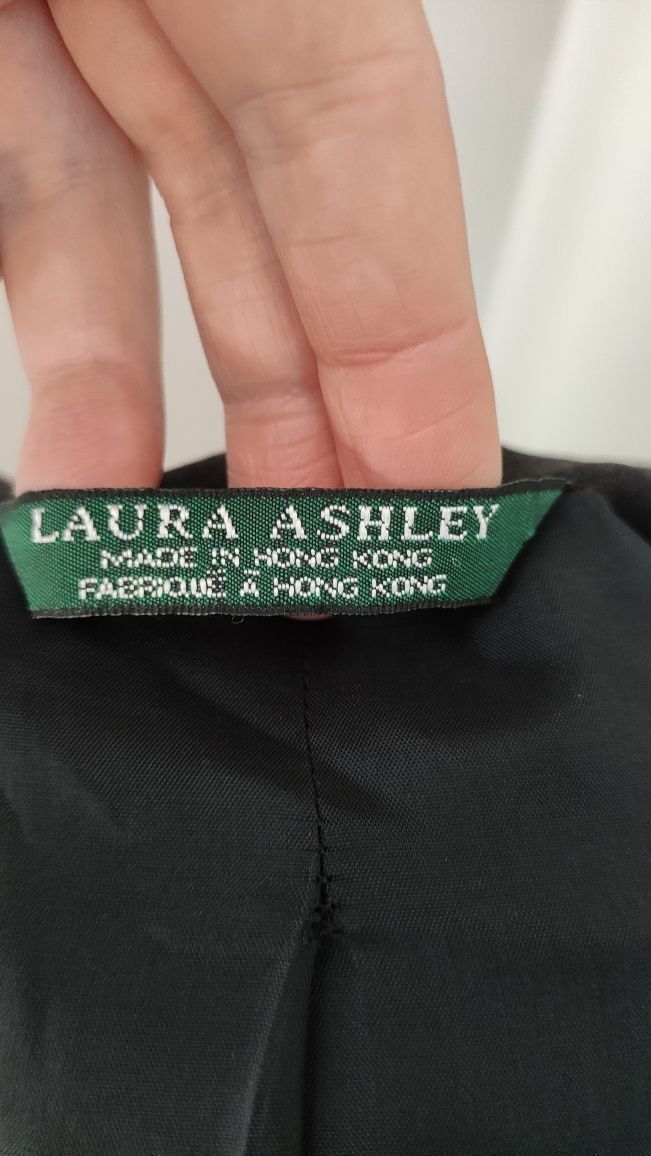 LAURA ASHLEY
MADE IN HONG KONG
FABRIQUÉ À HONG KONG